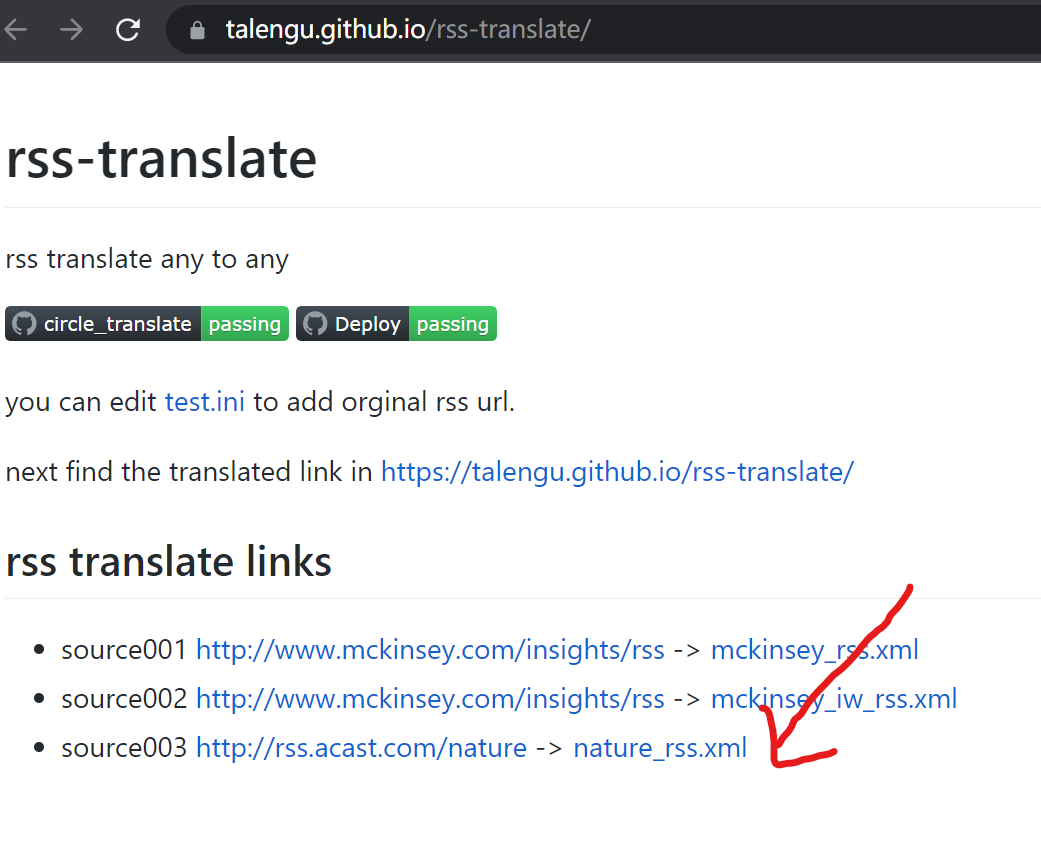 talengu.github.io/rss-translate/
rss-translate
rss translate any to any
circle_translate passing Deploy passing
you can edit test.ini to add orginal rss url.
next find the translated link in https://talengu.github.io/rss-translate/
rss translate links
source001 http://www.mckinsey.com/insights/rss -> mckinsey_rss.xml
source002 http://www.mckinsey.com/insights/rss -> mckinsey_iw_rss.xml
source003 http://rss.acast.com/nature -> nature_rss.xml